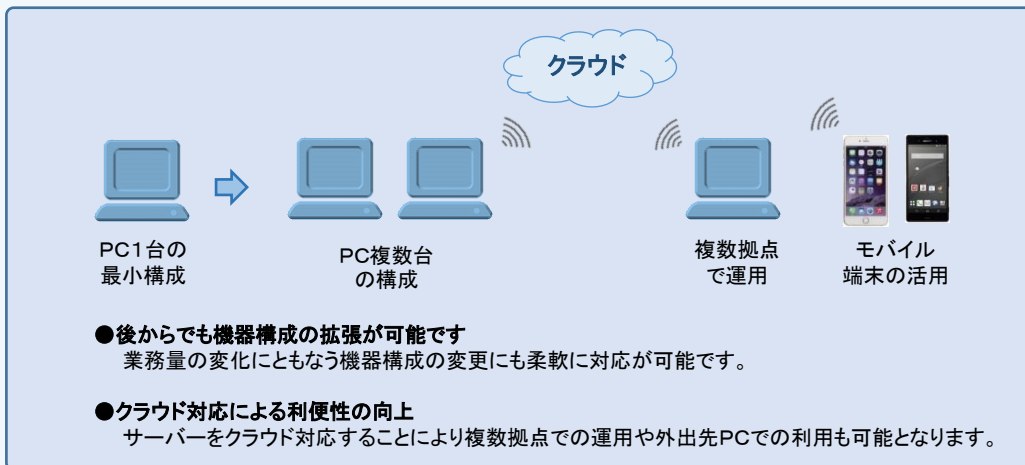 クラウド
PC1台の
最小構成
PC複数台
の構成
複数拠点
で運用
モバイル
端末の活用
●後からでも機器構成の拡張が可能です
業務量の変化にともなう機器構成の変更にも柔軟に対応が可能です。
●クラウド対応による利便性の向上
サーバーをクラウド対応することにより複数拠点での運用や外出先PCでの利用も可能となります。